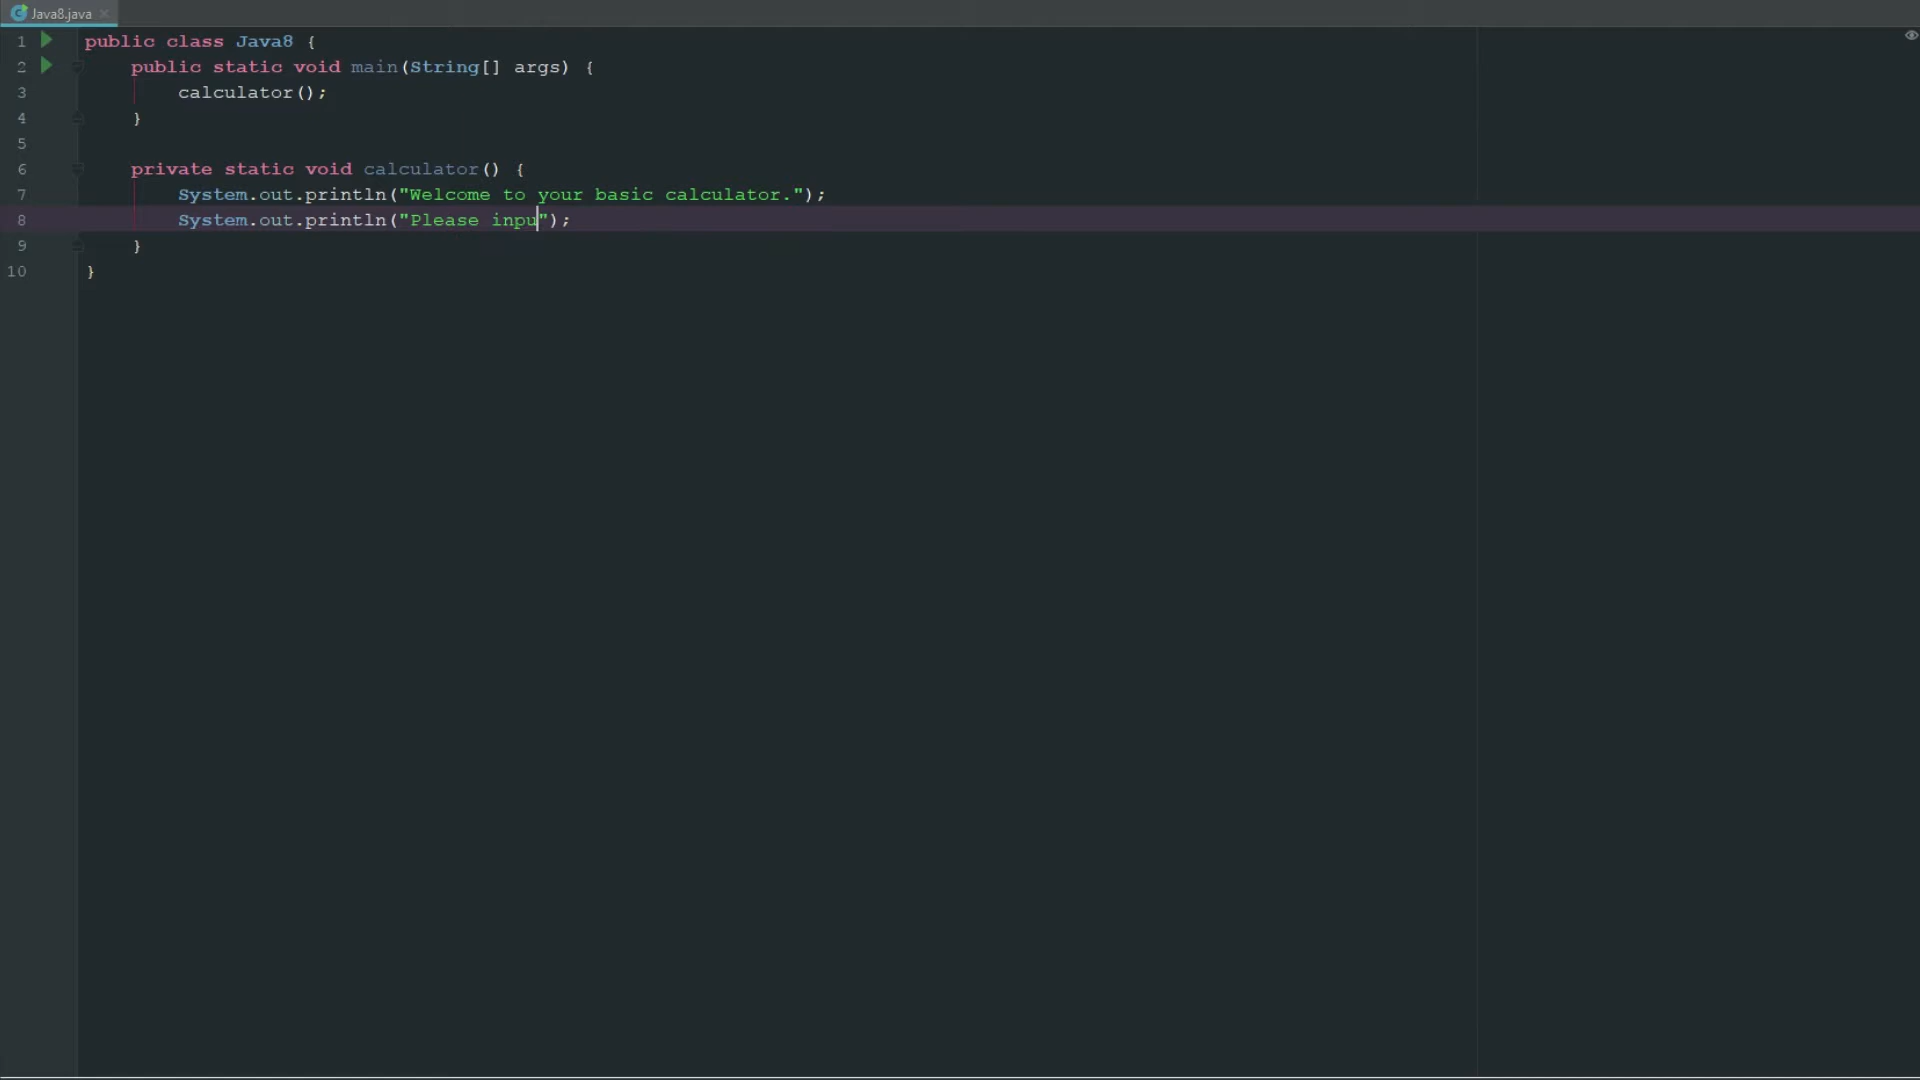 Java8.java
1 public class Java8 {
2 public static void main(String[] args) {
3 calculator();
4 }
5
6 private static void calculator() {
7 System.out.println("Welcome to your basic calculator.");
8 System.out.println("Please inpu");
9 }
10 }